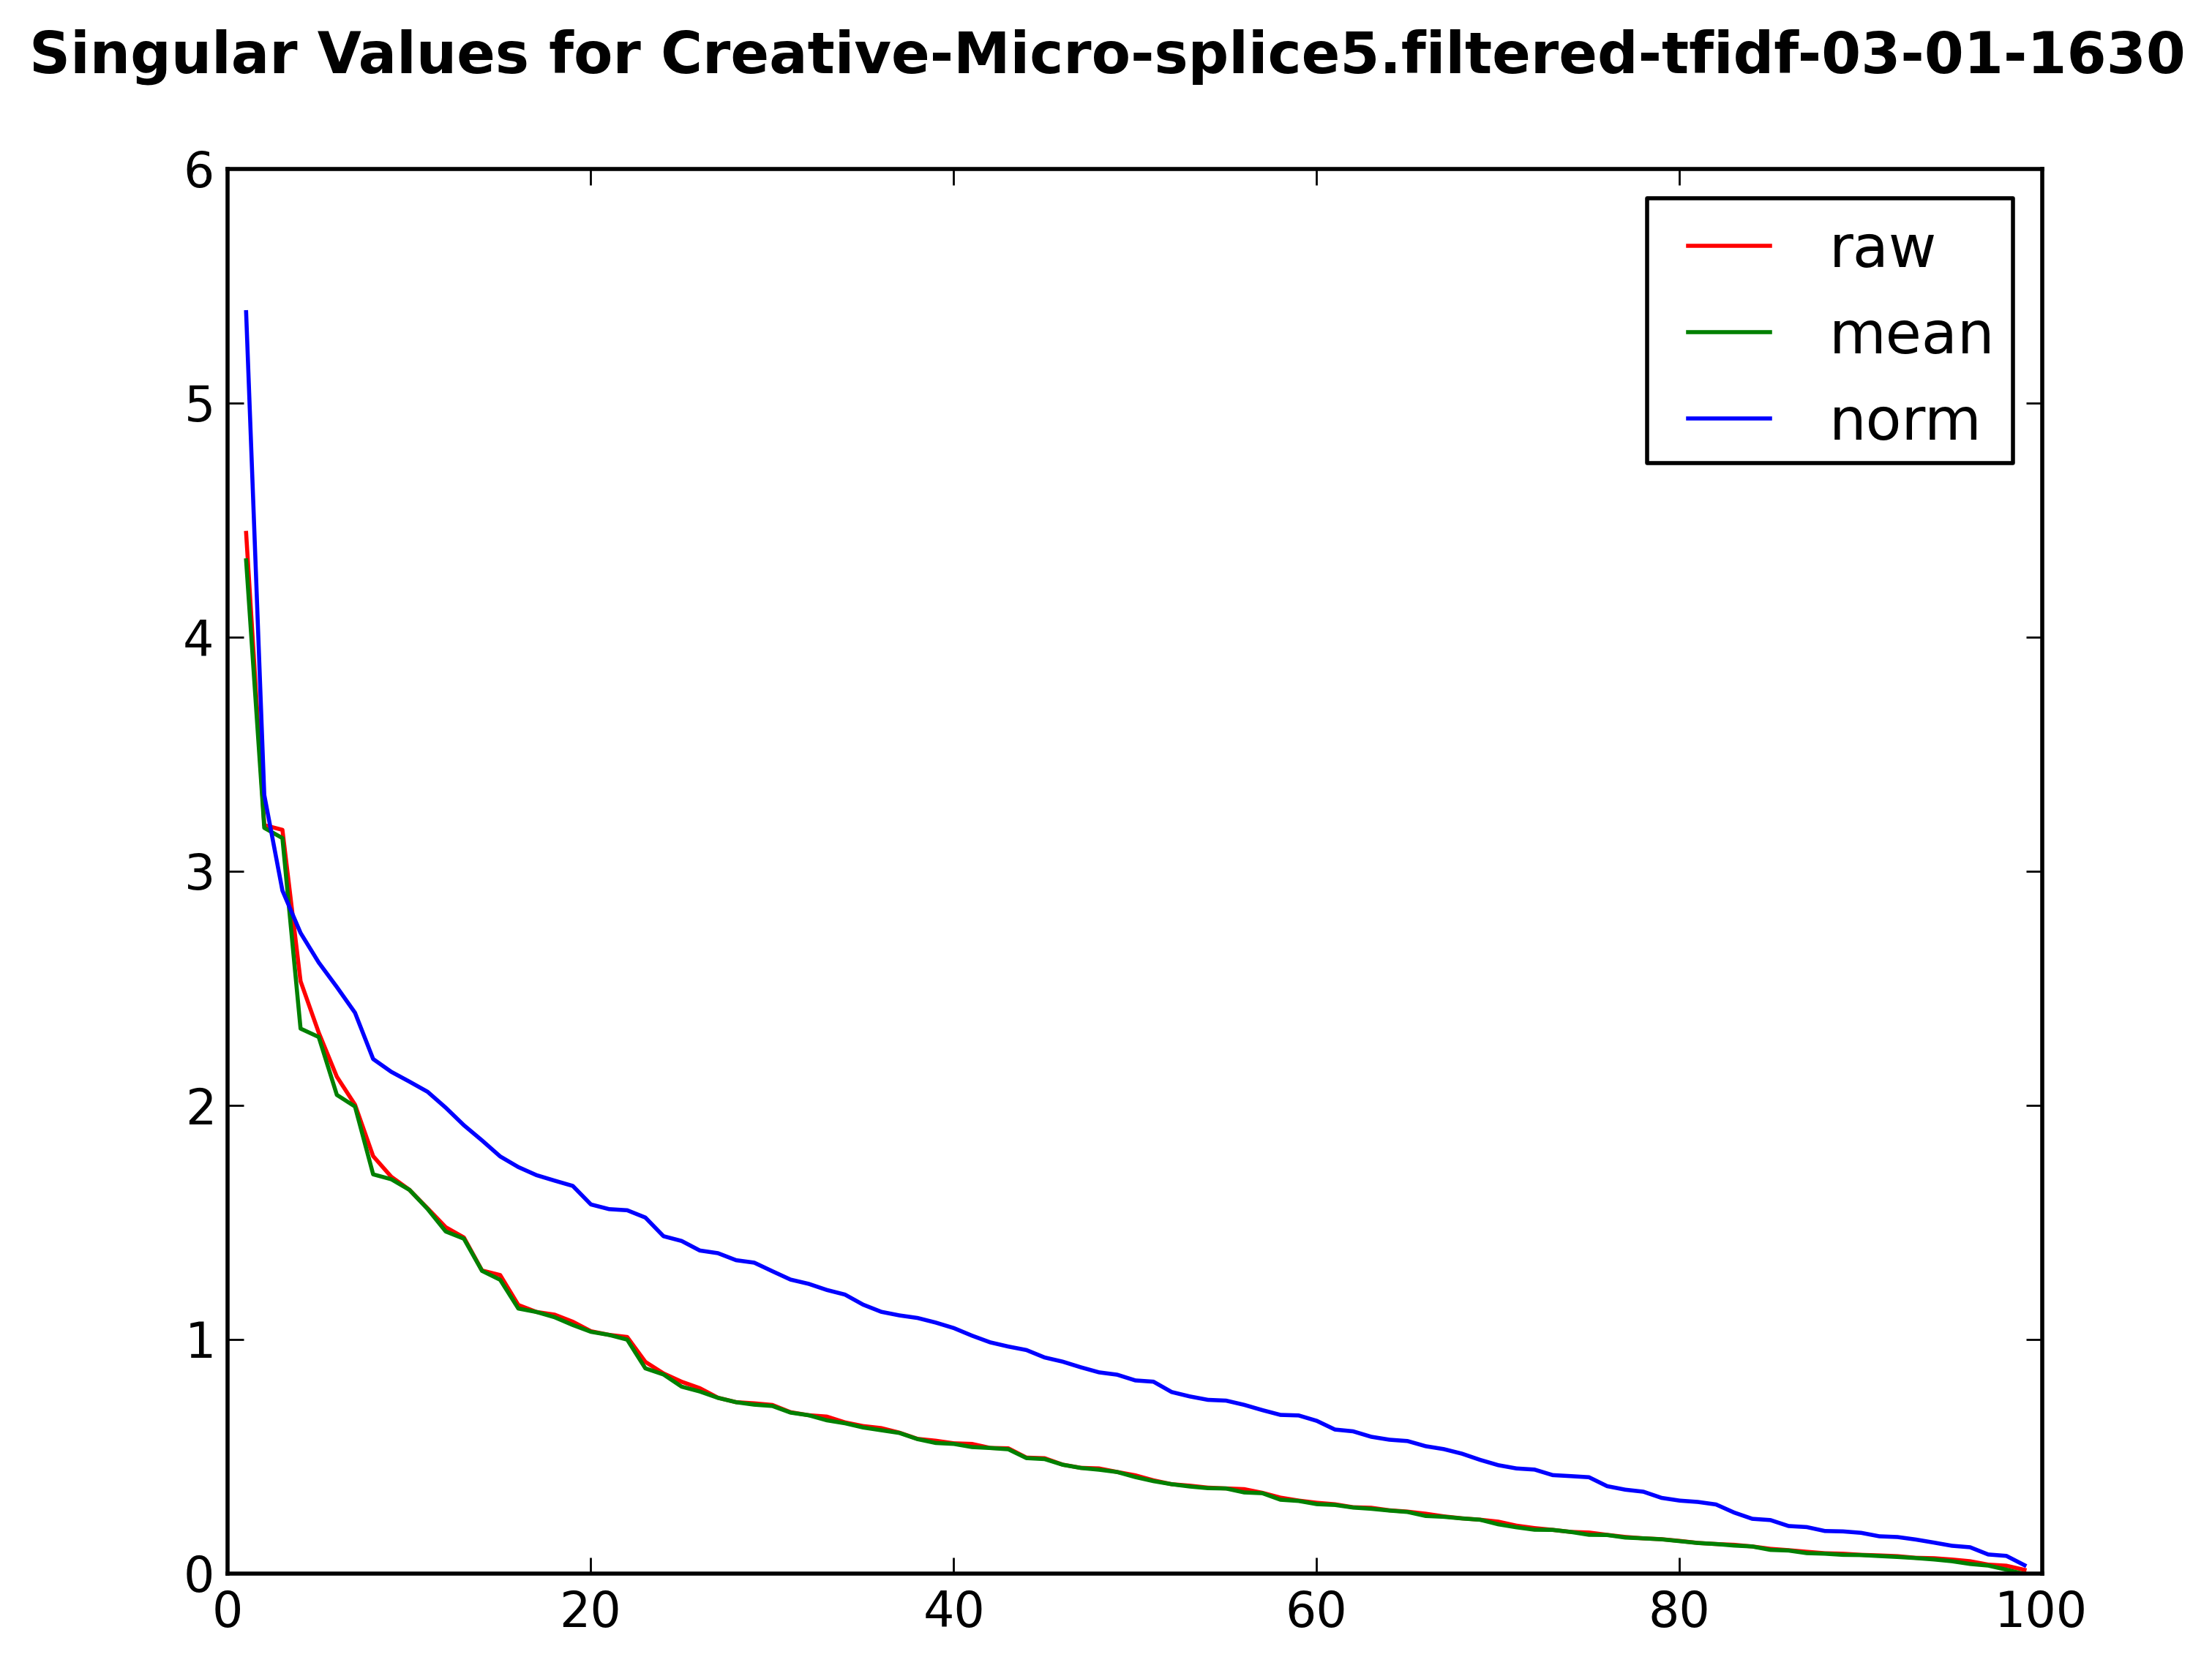 Singular Values for Creative-Micro-splice5.filtered-tfidf-03-01-1630
6
5
4
3
2
1
0
raw
mean
norm
0 20 40 60 80 100